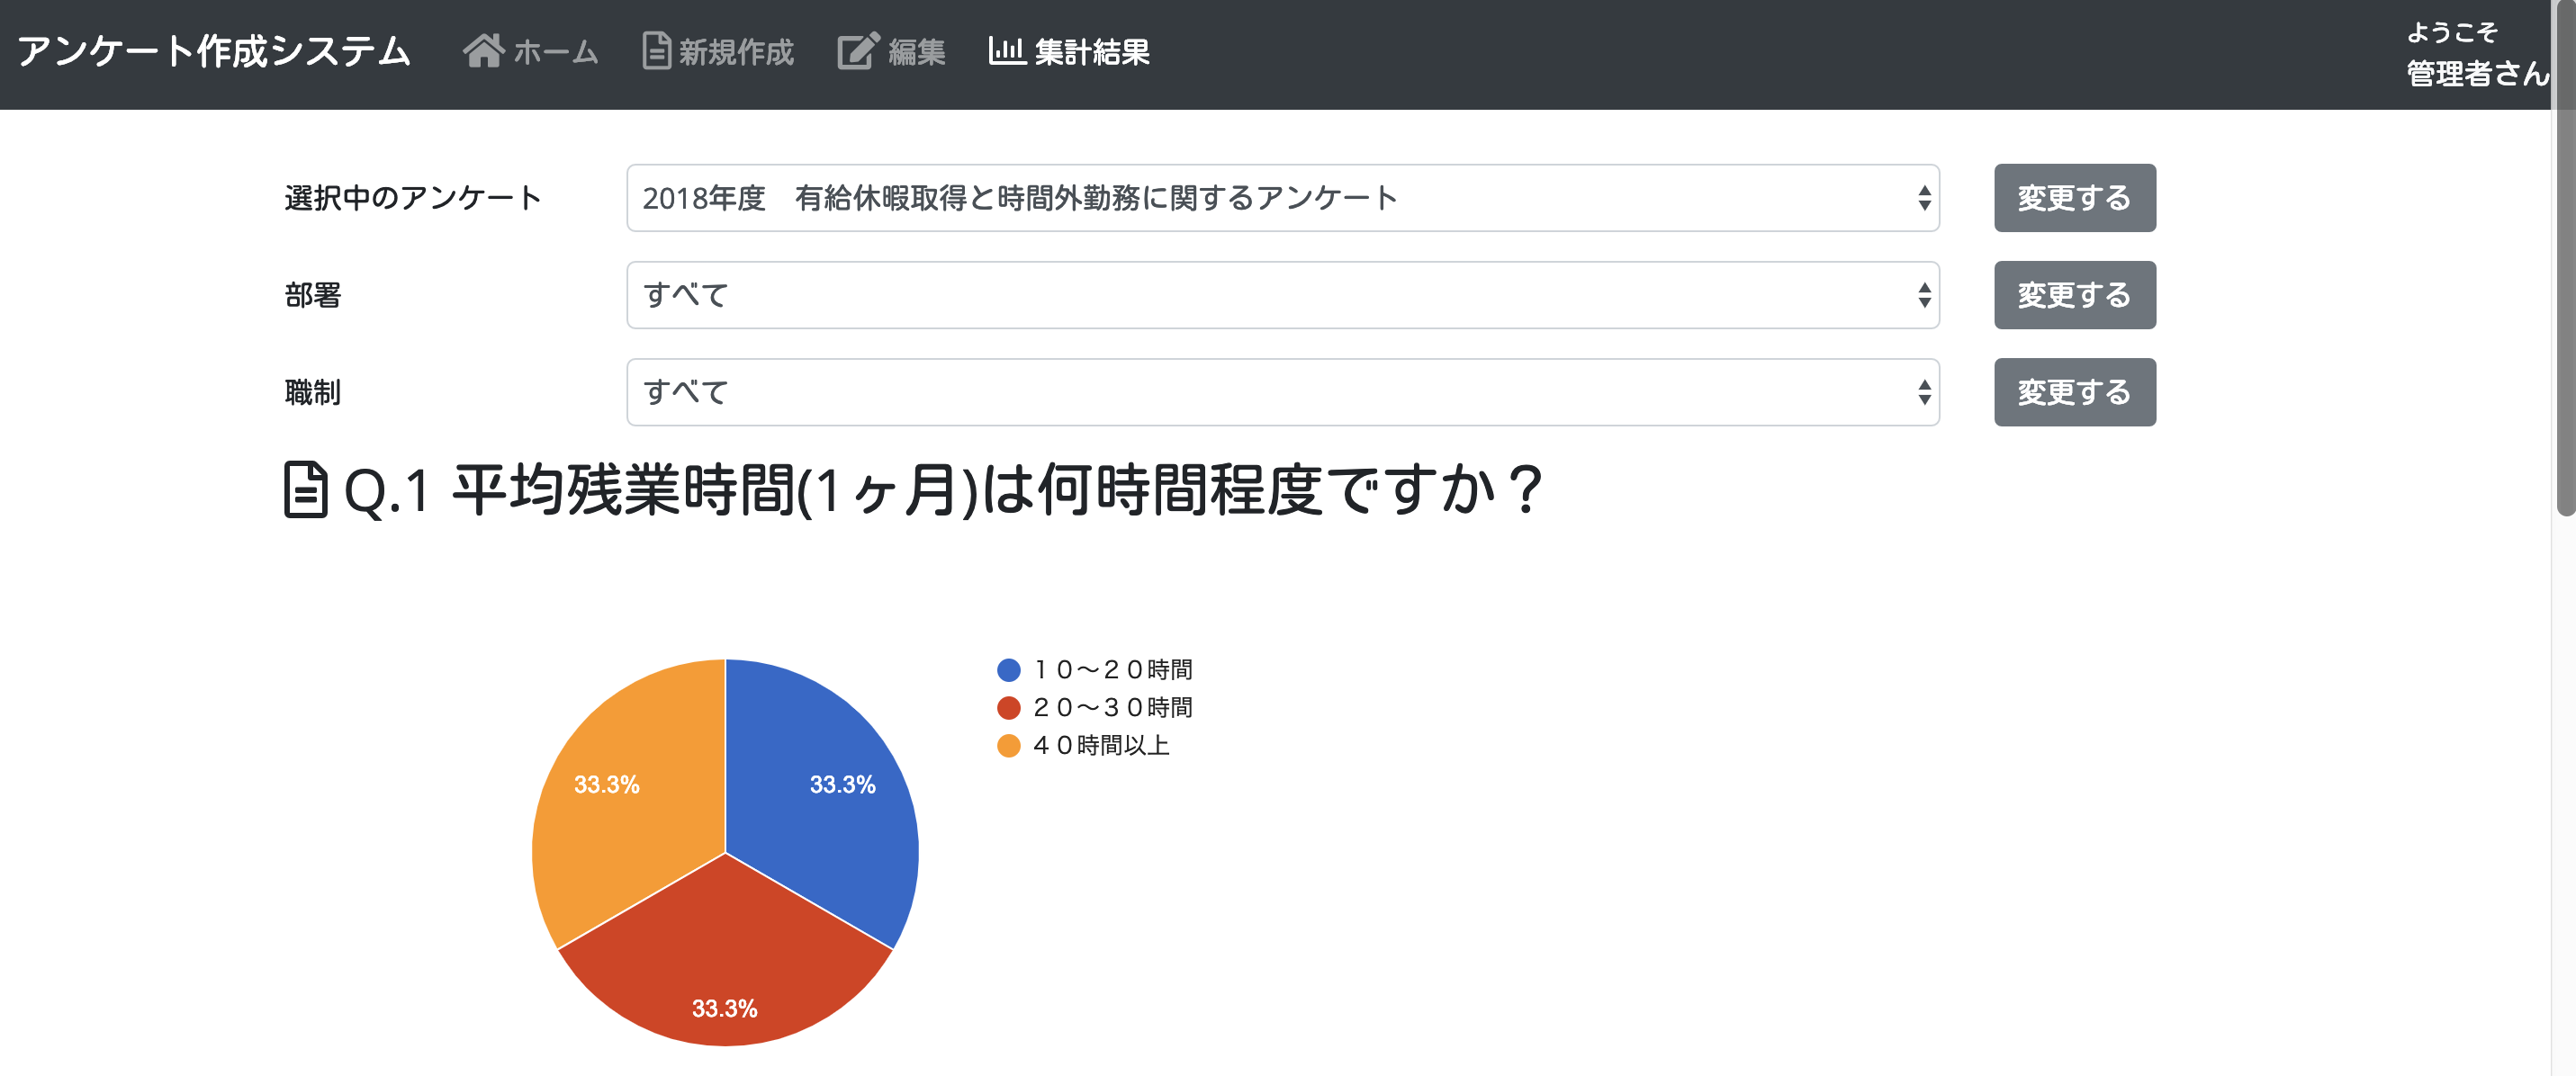 アンケート作成システム ホーム 新規作成 編集 集計結果
ようこそ
管理者さん
選択中のアンケート 2018年度　有給休暇取得と時間外勤務に関するアンケート 変更する
部署 すべて 変更する
職制 すべて 変更する
Q.1 平均残業時間(1ヶ月)は何時間程度ですか？
１０～２０時間
２０～３０時間
４０時間以上
33.3%
33.3%
33.3%